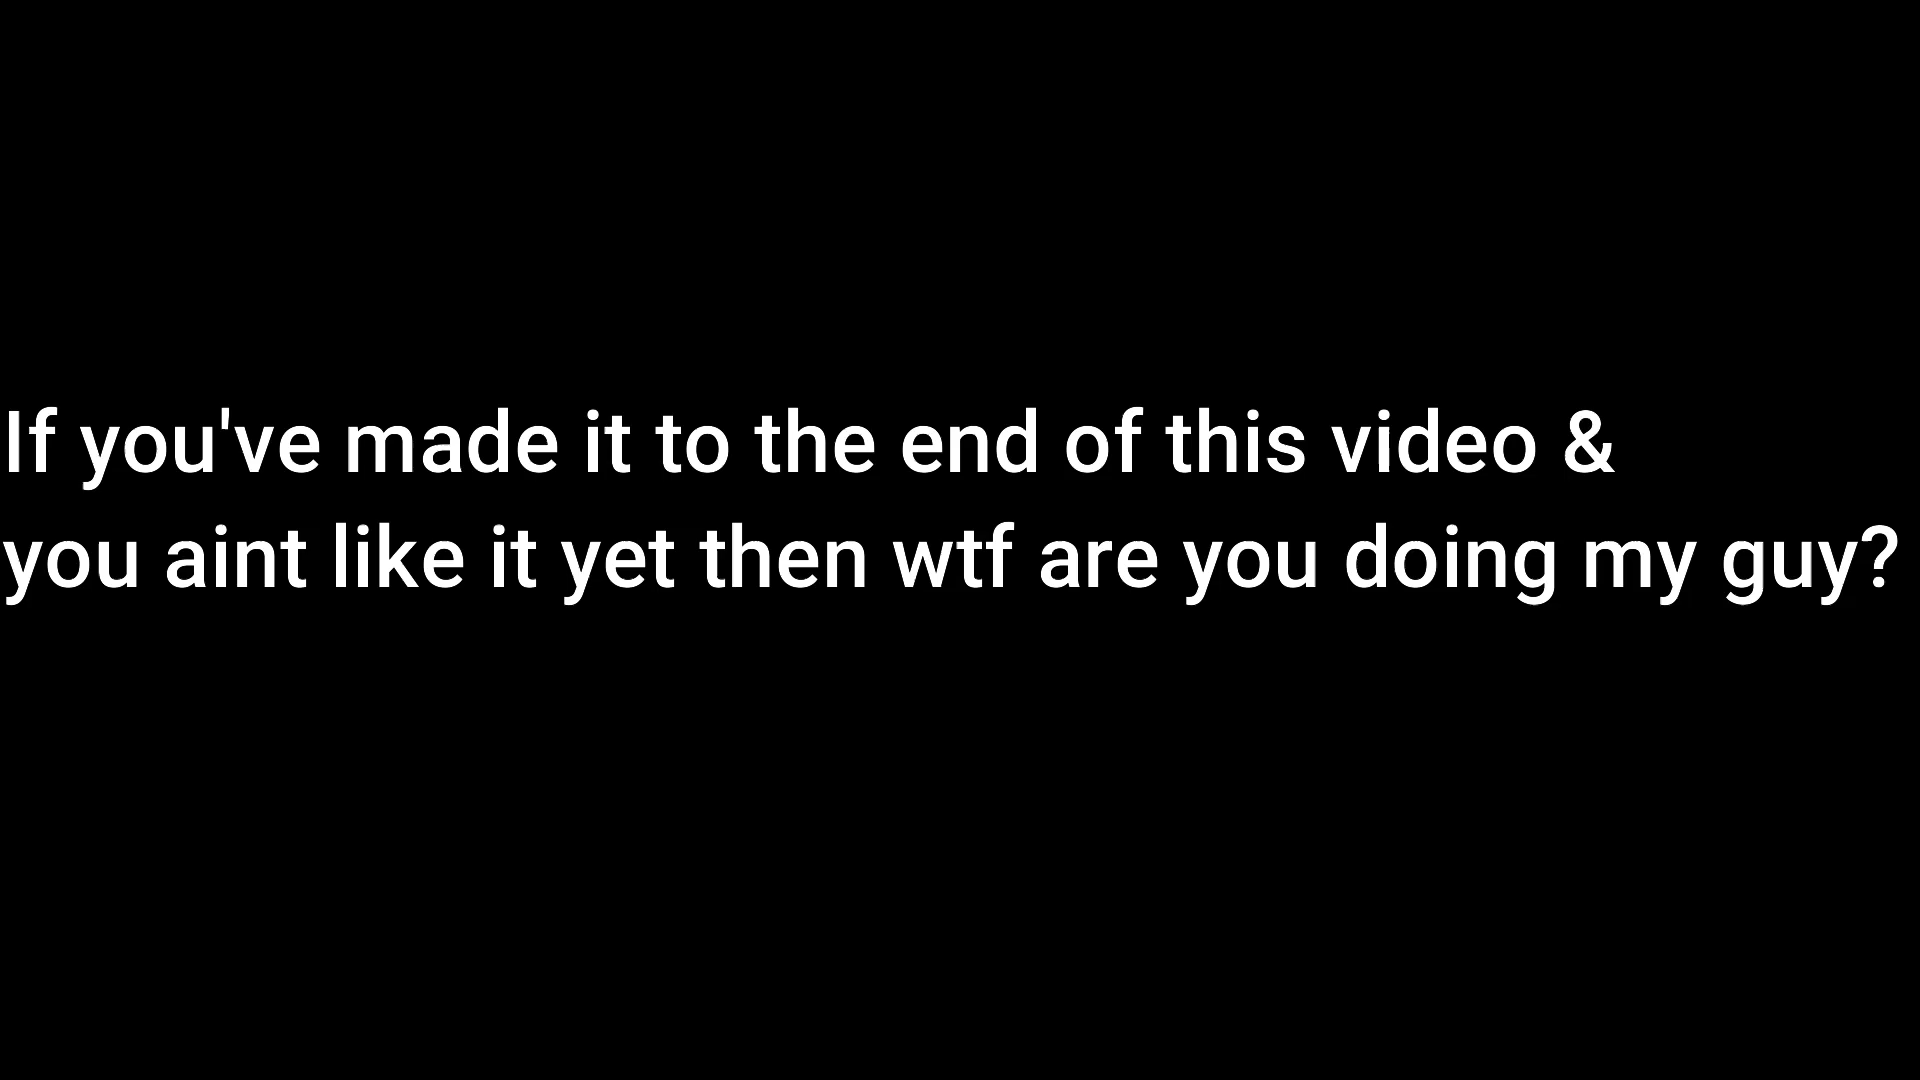 If you've made it to the end of this video &
you aint like it yet then wtf are you doing my guy?